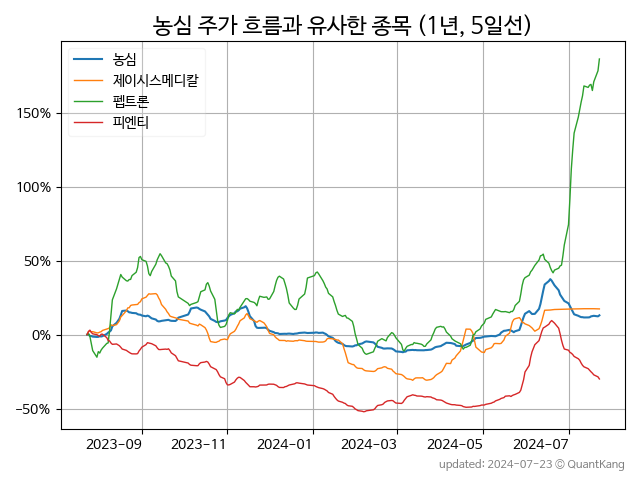 농심 주가 흐름과 유사한 종목 (1년, 5일선)
농심
제이시스메디칼
펩트론
피엔티
150%
100%
50%
0%
−50%
2023-09
2023-11
2024-01
2024-03
2024-05
2024-07
updated: 2024-07-23 © QuantKang